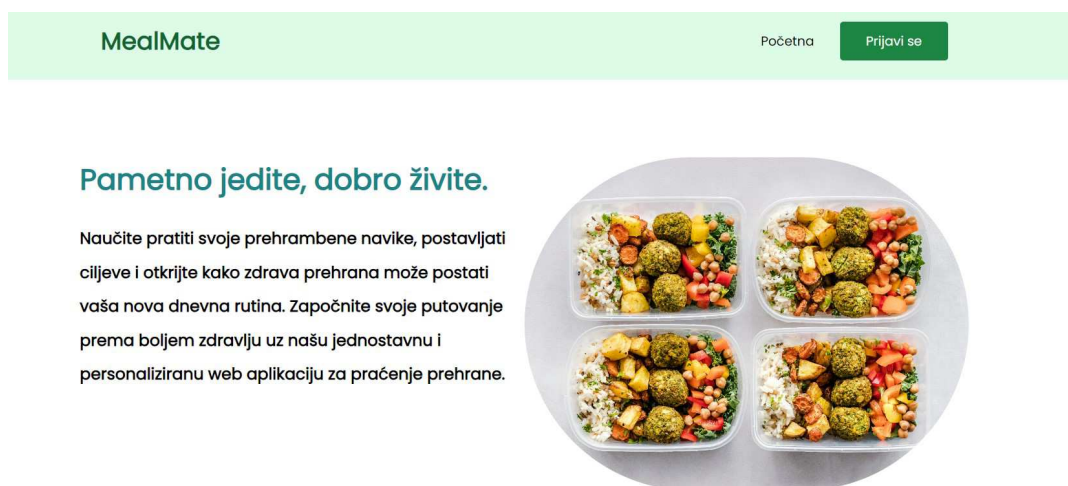 MealMate
Početna
Prijavi se
Pametno jedite, dobro živite.
Naučite pratiti svoje prehrambene navike, postavljati
ciljeve i otkrijte kako zdrava prehrana može postati
vaša nova dnevna rutina. Započnite svoje putovanje
prema boljem zdravlju uz našu jednostavnu i
personaliziranu web aplikaciju za praćenje prehrane.